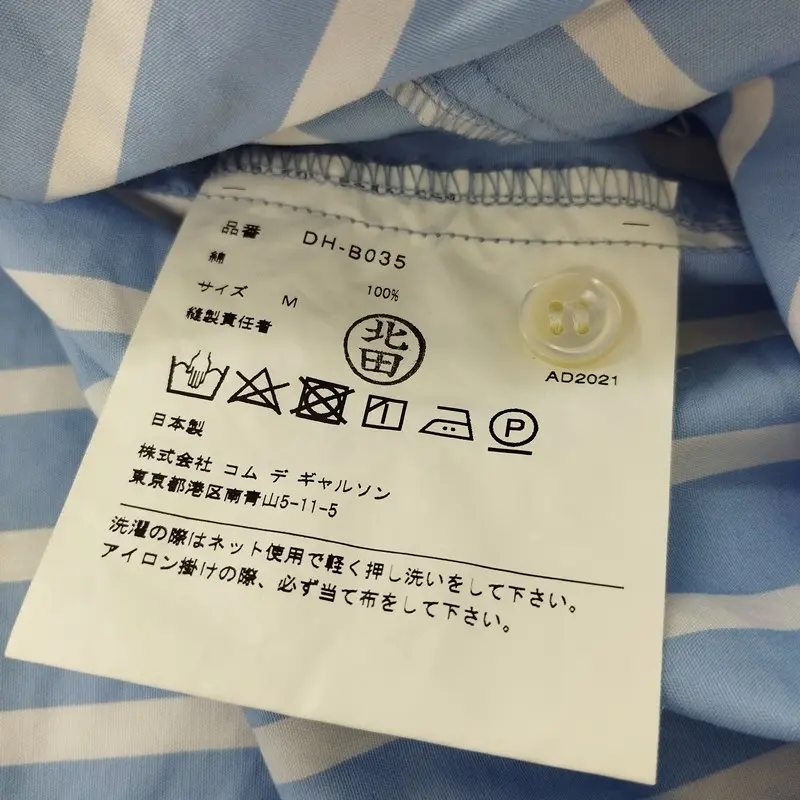 品番 DH-B035
綿 100%
サイズ M
縫製責任者 北田
AD2021
P
日本製
株式会社 コム デ ギャルソン
東京都港区南青山5-11-5
洗濯の際はネット使用で軽く押し洗いをして下さい。
アイロン掛けの際、必ず当て布をして下さい。